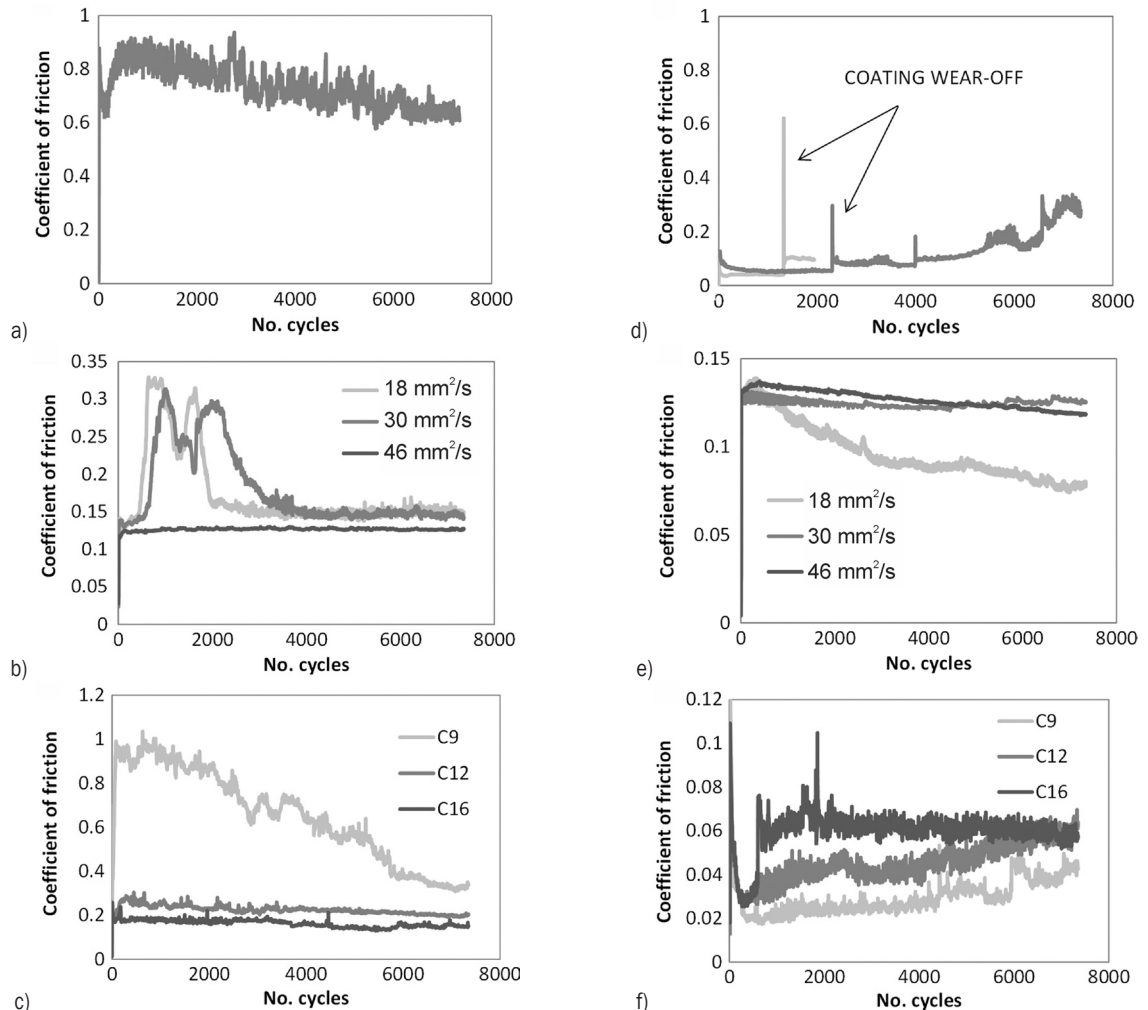 1
0.8
0.6
0.4
0.2
0
Coefficient of friction
0 2000 4000 6000 8000
No. cycles
a)
1
0.8
0.6
0.4
0.2
0
Coefficient of friction
COATING WEAR-OFF
0 2000 4000 6000 8000
No. cycles
d)
0.35
0.3
0.25
0.2
0.15
0.1
0.05
0
Coefficient of friction
18 mm²/s
30 mm²/s
46 mm²/s
0 2000 4000 6000 8000
No. cycles
b)
0.15
0.1
0.05
0
Coefficient of friction
18 mm²/s
30 mm²/s
46 mm²/s
0 2000 4000 6000 8000
No. cycles
e)
1.2
1
0.8
0.6
0.4
0.2
0
Coefficient of friction
C9
C12
C16
0 2000 4000 6000 8000
No. cycles
c)
0.12
0.1
0.08
0.06
0.04
0.02
0
Coefficient of friction
C9
C12
C16
0 2000 4000 6000 8000
No. cycles
f)